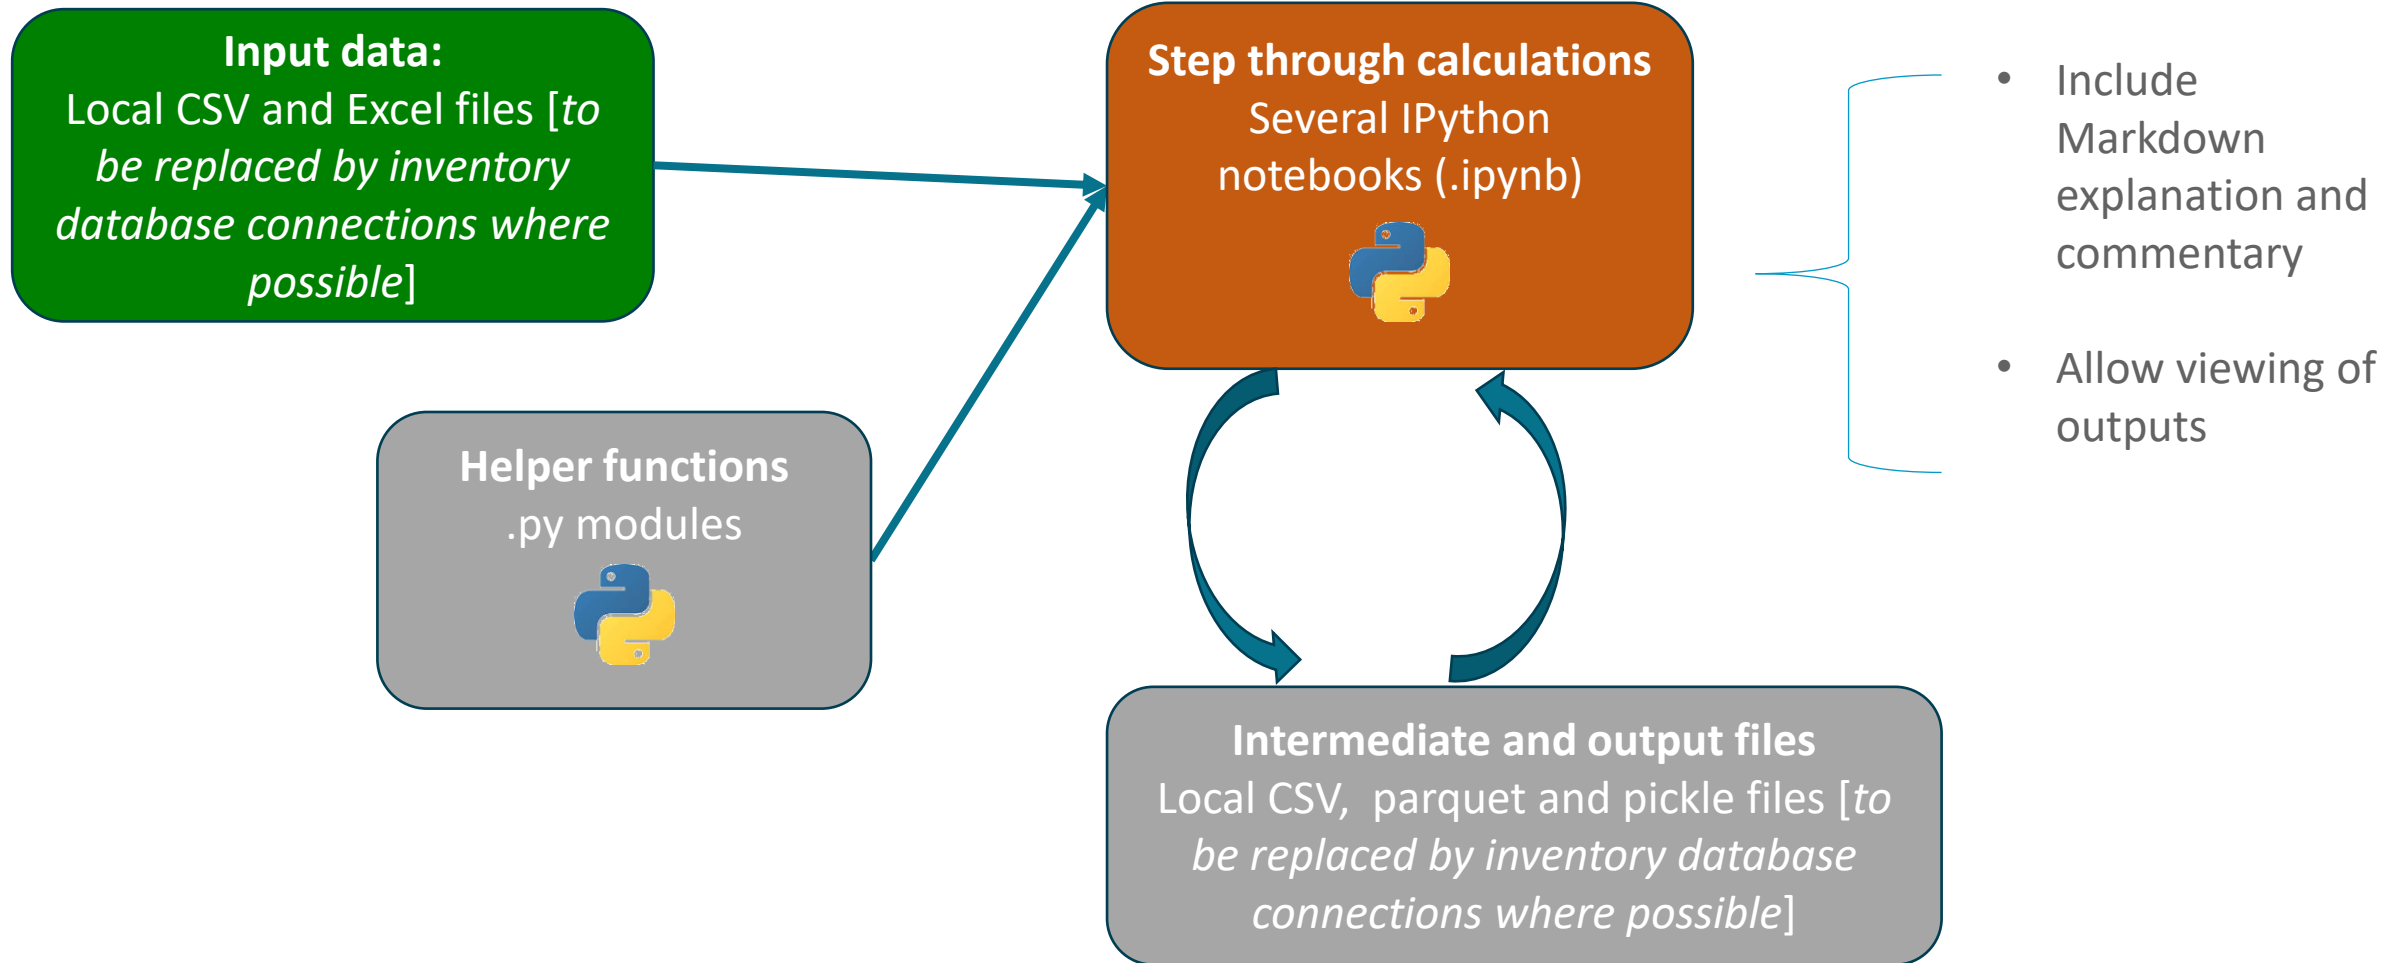 Input data:
Local CSV and Excel files [to
be replaced by inventory
database connections where
possible]
Step through calculations
Several IPython
notebooks (.ipynb)
• Include
Markdown
explanation and
commentary
• Allow viewing of
outputs
Helper functions
.py modules
Intermediate and output files
Local CSV,  parquet and pickle files [to
be replaced by inventory database
connections where possible]